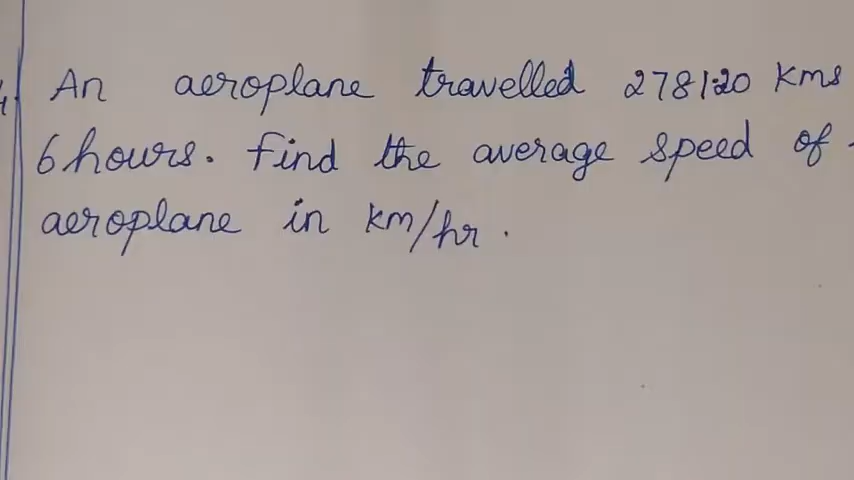 An aeroplane travelled 2781.20 kms
6 hours. Find the average speed of
aeroplane in km/hr.